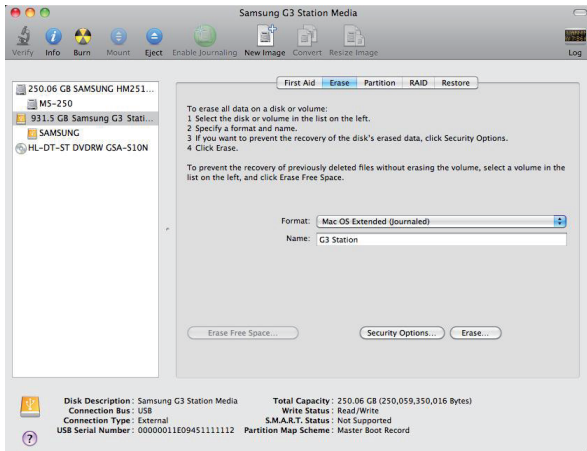 Samsung G3 Station Media
Verify Info Burn Mount Eject Enable Journaling New Image Convert Resize Image Log
250.06 GB SAMSUNG HM251...
MS-250
931.5 GB Samsung G3 Stati...
SAMSUNG
HL-DT-ST DVDRW GSA-S10N
First Aid Erase Partition RAID Restore
To erase all data on a disk or volume:
1 Select the disk or volume in the list on the left.
2 Specify a format and name.
3 If you want to prevent the recovery of the disk's erased data, click Security Options.
4 Click Erase.
To prevent the recovery of previously deleted files without erasing the volume, select a volume in the
list on the left, and click Erase Free Space.
Format: Mac OS Extended (Journaled)
Name: G3 Station
Erase Free Space... Security Options... Erase...
Disk Description : Samsung G3 Station Media
Connection Bus : USB
Connection Type : External
USB Serial Number : 00000011E09451111112
Total Capacity : 250.06 GB (250,059,350,016 Bytes)
Write Status : Read/Write
S.M.A.R.T. Status : Not Supported
Partition Map Scheme : Master Boot Record
?